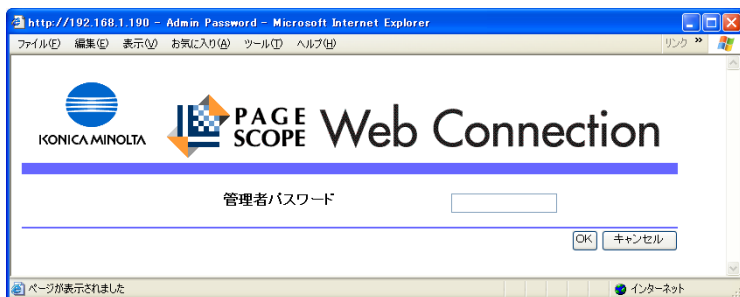 http://192.168.1.190 - Admin Password - Microsoft Internet Explorer
ファイル(F) 編集(E) 表示(V) お気に入り(A) ツール(T) ヘルプ(H) リンク »
KONICA MINOLTA PAGE SCOPE Web Connection
管理者パスワード
OK キャンセル
ページが表示されました インターネット